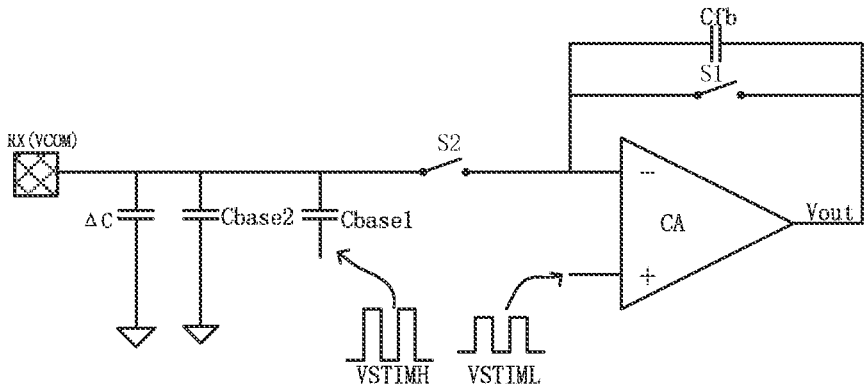 Cfb
S1
RX(VCOM)
S2
ΔC
Cbase2
Cbase1
-
CA
Vout
+
VSTIMH
VSTIML